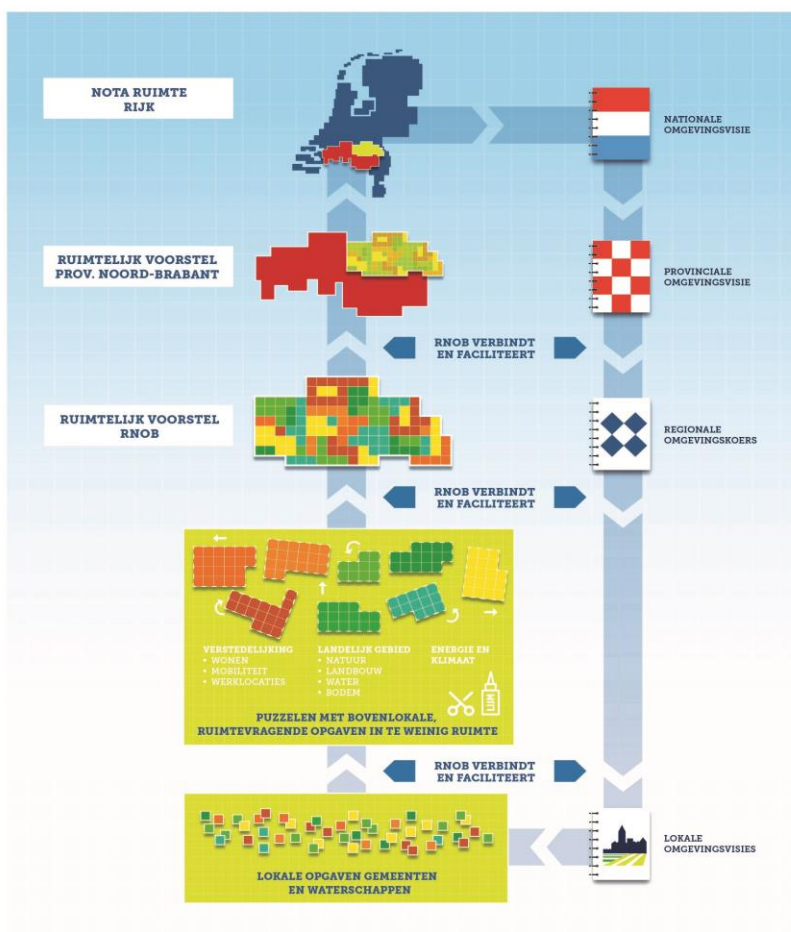 NOTA RUIMTE
RIJK
NATIONALE
OMGEVINGSVISIE
RUIMTELIJK VOORSTEL
PROV. NOORD-BRABANT
PROVINCIALE
OMGEVINGSVISIE
RNOB VERBINDT
EN FACILITEERT
RUIMTELIJK VOORSTEL
RNOB
REGIONALE
OMGEVINGSKOERS
RNOB VERBINDT
EN FACILITEERT
VERSTEDELIJKING
• WONEN
• MOBILITEIT
• WERKLOCATIES
LANDELIJK GEBIED
• NATUUR
• LANDBOUW
• WATER
• BODEM
ENERGIE EN
KLIMAAT
LIJM
PUZZELEN MET BOVENLOKALE,
RUIMTEVRAGENDE OPGAVEN IN TE WEINIG RUIMTE
RNOB VERBINDT
EN FACILITEERT
LOKALE OPGAVEN GEMEENTEN
EN WATERSCHAPPEN
LOKALE
OMGEVINGSVISIES